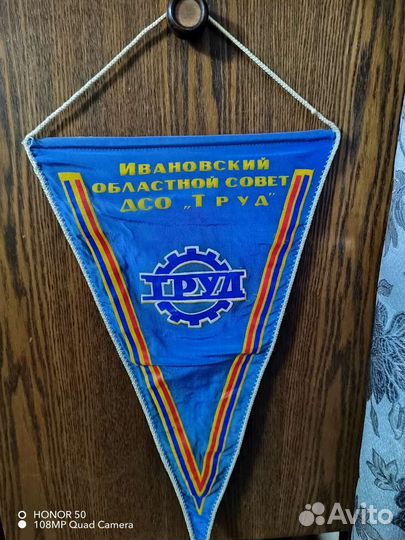 Ивановский
областной совет
ДСО „Труд"
ТРУД
HONOR 50
108MP Quad Camera
Avito